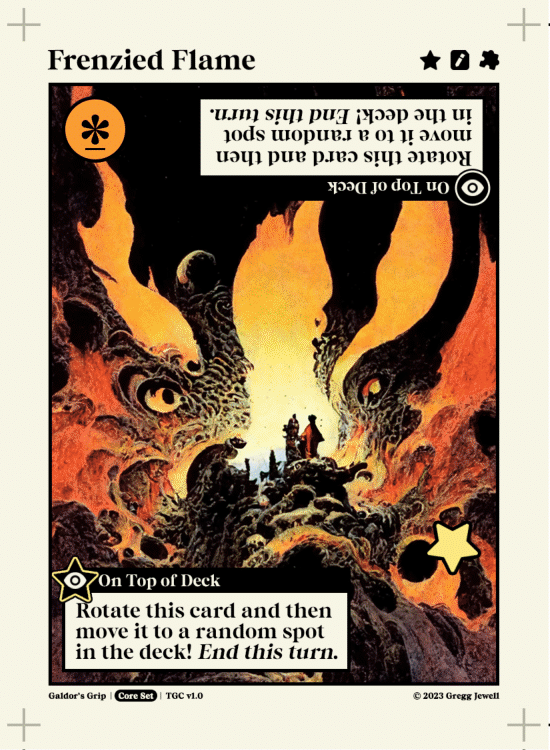 Frenzied Flame
Rotate this card and then
move it to a random spot
in the deck! End this turn.
On Top of Deck
On Top of Deck
Rotate this card and then
move it to a random spot
in the deck! End this turn.
Galdor's Grip | Core Set | TGC v1.0
© 2023 Gregg Jewell